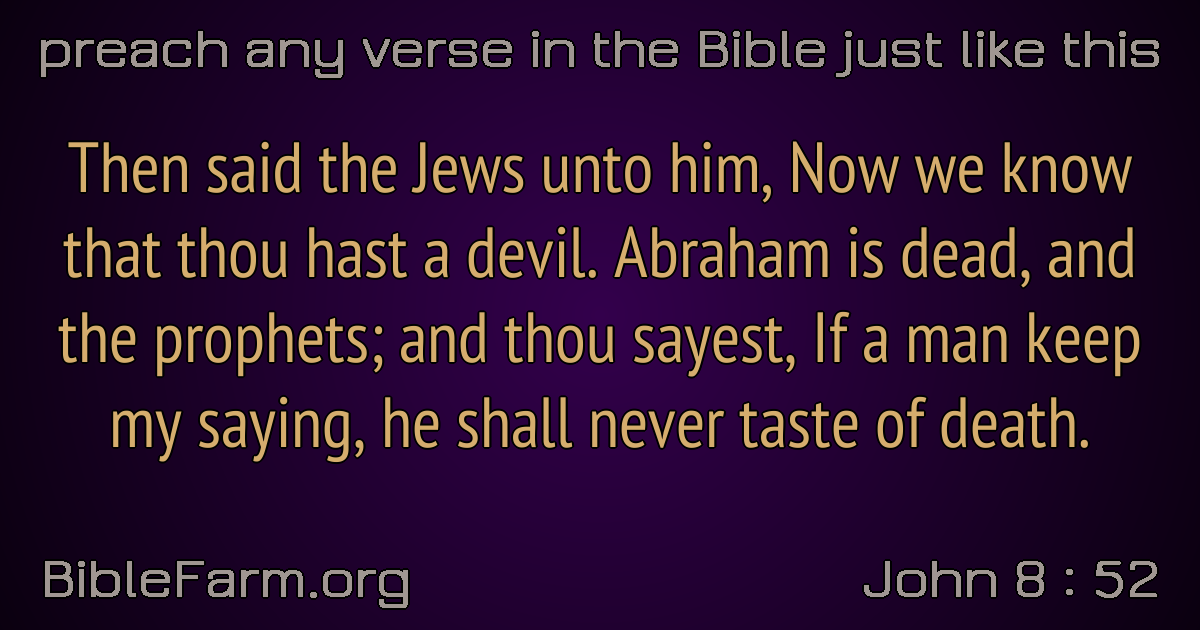 preach any verse in the Bible just like this
Then said the Jews unto him, Now we know
that thou hast a devil. Abraham is dead, and
the prophets; and thou sayest, If a man keep
my saying, he shall never taste of death.
BibleFarm.org
John 8 : 52